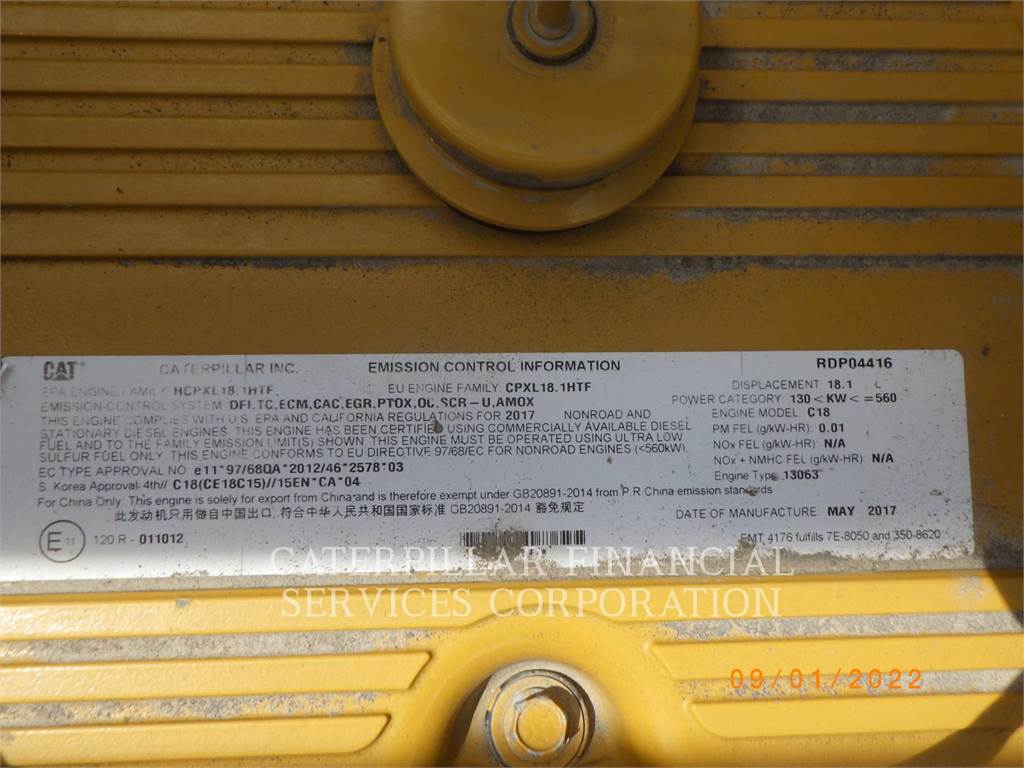 CAT CATERPILLAR INC. EMISSION CONTROL INFORMATION RDP04416
EPA ENGINE FAMILY: HCPXL18.1HTF EU ENGINE FAMILY: CPXL18.1HTF DISPLACEMENT: 18.1 L
EMISSION-CONTROL SYSTEM: DFI,TC,ECM,CAC,EGR,PTOX,OC,SCR-U,AMOX POWER CATEGORY: 130<KW<=560
THIS ENGINE COMPLIES WITH U.S. EPA AND CALIFORNIA REGULATIONS FOR 2017 NONROAD AND ENGINE MODEL: C18
STATIONARY DIESEL ENGINES. THIS ENGINE HAS BEEN CERTIFIED USING COMMERCIALLY AVAILABLE DIESEL PM FEL (g/kW-HR): 0.01
FUEL AND TO THE FAMILY EMISSION LIMIT(S) SHOWN. THIS ENGINE MUST BE OPERATED USING ULTRA LOW NOx FEL (g/kW-HR): N/A
SULFUR FUEL ONLY. THIS ENGINE CONFORMS TO EU DIRECTIVE 97/68/EC FOR NONROAD ENGINES (<560kW) NOx + NMHC FEL (g/kW-HR): N/A
EC TYPE APPROVAL NO e11*97/68QA*2012/46*2578*03 Engine Type: 13063
S. Korea Approval: 4th// C18(CE18C15)//15EN*CA*04
For China Only: This engine is solely for export from China and is therefore exempt under GB20891-2014 from P.R.China emission standards
此发动机只用做自中国出口, 符合中华人民共和国国家标准 GB20891-2014 豁免规定 DATE OF MANUFACTURE MAY 2017
E 11 120 R - 011012 EMT 4176 fulfills 7E-8050 and 350-8620
CATERPILLAR FINANCIAL
SERVICES CORPORATION
09/01/2022